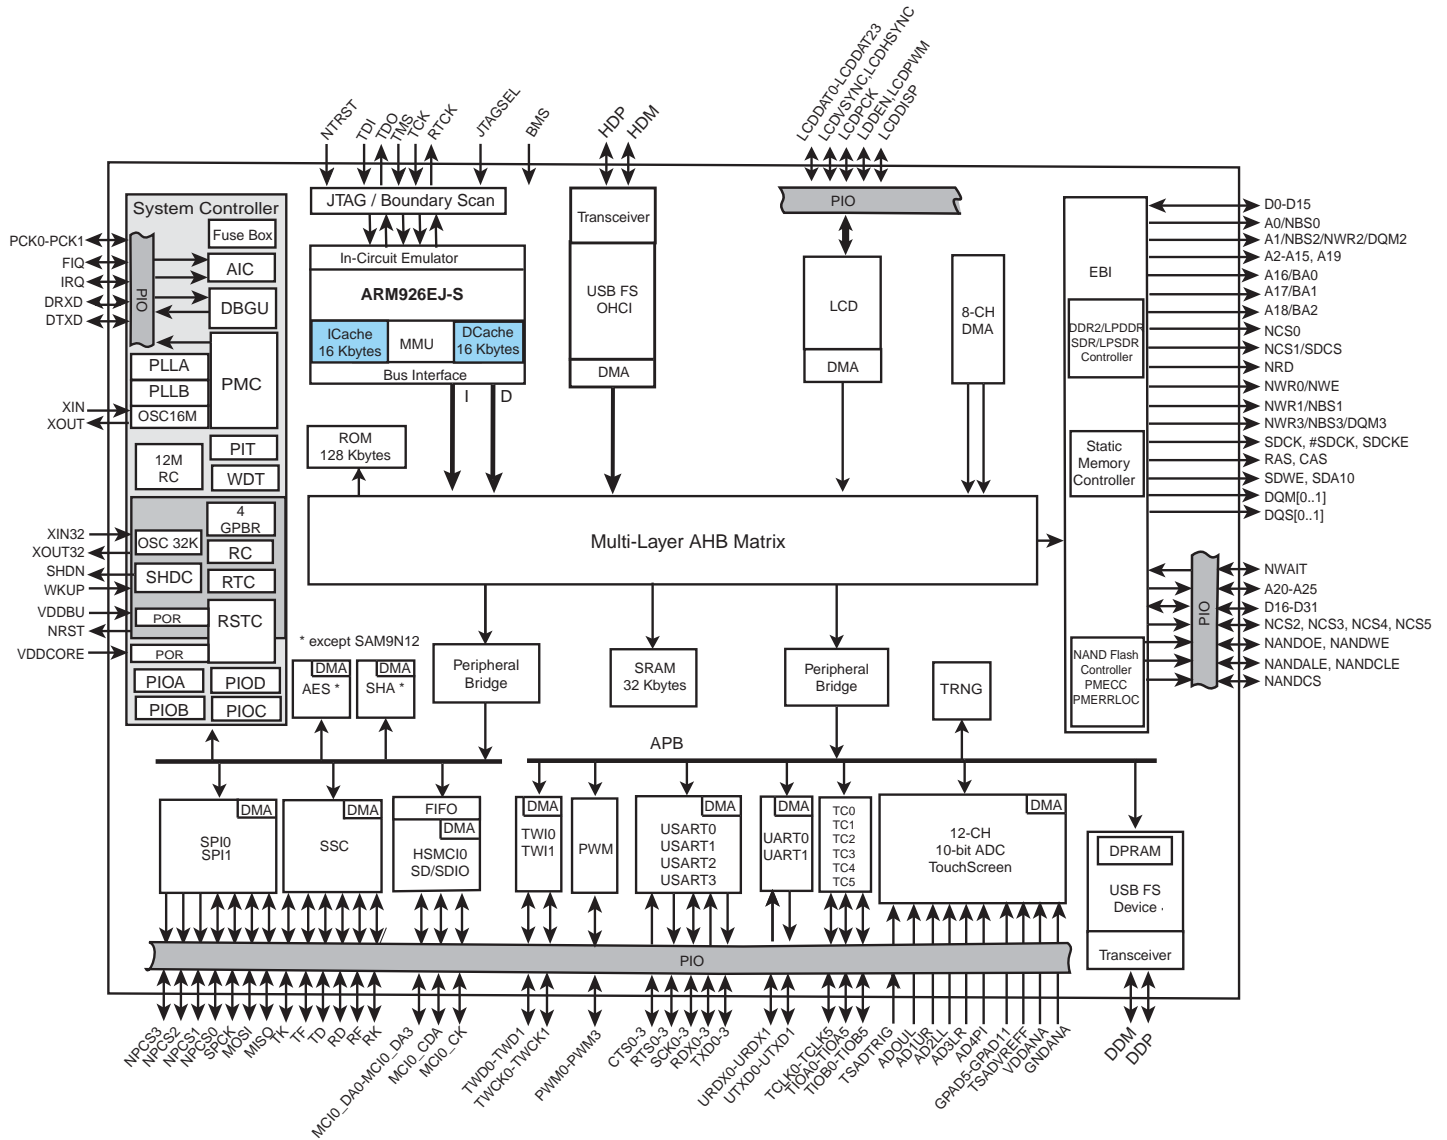 NTRST
TDI
TDO
TMS
TCK
RTCK
JTAGSEL
BMS
HDP
HDM
LCDDAT0-LCDDAT23
LCDVSYNC,LCDHSYNC
LCDPCK
LDDEN,LCDPWM
LCDDISP
System Controller
Fuse Box
AIC
DBGU
PIO
PMC
PLLA
PLLB
OSC16M
PIT
12M
RC
WDT
4
GPBR
OSC 32K
RC
SHDC
RTC
POR
RSTC
POR
PIOA
PIOD
PIOB
PIOC
PCK0-PCK1
FIQ
IRQ
DRXD
DTXD
XIN
XOUT
XIN32
XOUT32
SHDN
WKUP
VDDBU
NRST
VDDCORE
JTAG / Boundary Scan
In-Circuit Emulator
ARM926EJ-S
ICache
16 Kbytes
MMU
DCache
16 Kbytes
Bus Interface
I
D
ROM
128 Kbytes
Transceiver
USB FS
OHCI
DMA
PIO
LCD
DMA
8-CH
DMA
EBI
DDR2/LPDDR
SDR/LPSDR
Controller
Static
Memory
Controller
NAND Flash
Controller
PMECC
PMERRLOC
D0-D15
A0/NBS0
A1/NBS2/NWR2/DQM2
A2-A15, A19
A16/BA0
A17/BA1
A18/BA2
NCS0
NCS1/SDCS
NRD
NWR0/NWE
NWR1/NBS1
NWR3/NBS3/DQM3
SDCK, #SDCK, SDCKE
RAS, CAS
SDWE, SDA10
DQM[0..1]
DQS[0..1]
PIO
NWAIT
A20-A25
D16-D31
NCS2, NCS3, NCS4, NCS5
NANDOE, NANDWE
NANDALE, NANDCLE
NANDCS
Multi-Layer AHB Matrix
* except SAM9N12
DMA
AES *
DMA
SHA *
Peripheral
Bridge
SRAM
32 Kbytes
Peripheral
Bridge
TRNG
APB
DMA
SPI0
SPI1
DMA
SSC
FIFO
DMA
HSMCI0
SD/SDIO
DMA
TWI0
TWI1
PWM
DMA
USART0
USART1
USART2
USART3
DMA
UART0
UART1
TC0
TC1
TC2
TC3
TC4
TC5
DMA
12-CH
10-bit ADC
TouchScreen
DPRAM
USB FS
Device
Transceiver
PIO
NPCS3
NPCS2
NPCS1
NPCS0
SPCK
MOSI
MISO
TK
TF
TD
RD
RF
RK
MCI0_DA0-MCI0_DA3
MCI0_CDA
MCI0_CK
TWD0-TWD1
TWCK0-TWCK1
PWM0-PWM3
CTS0-3
RTS0-3
SCK0-3
RDX0-3
TXD0-3
URDX0-URDX1
UTXD0-UTXD1
TCLK0-TCLK5
TIOA0-TIOA5
TIOB0-TIOB5
TSADTRIG
AD0UL
AD1UR
AD2LL
AD3LR
AD4PI
GPAD5-GPAD11
TSADVREFF
VDDANA
GNDANA
DDM
DDP